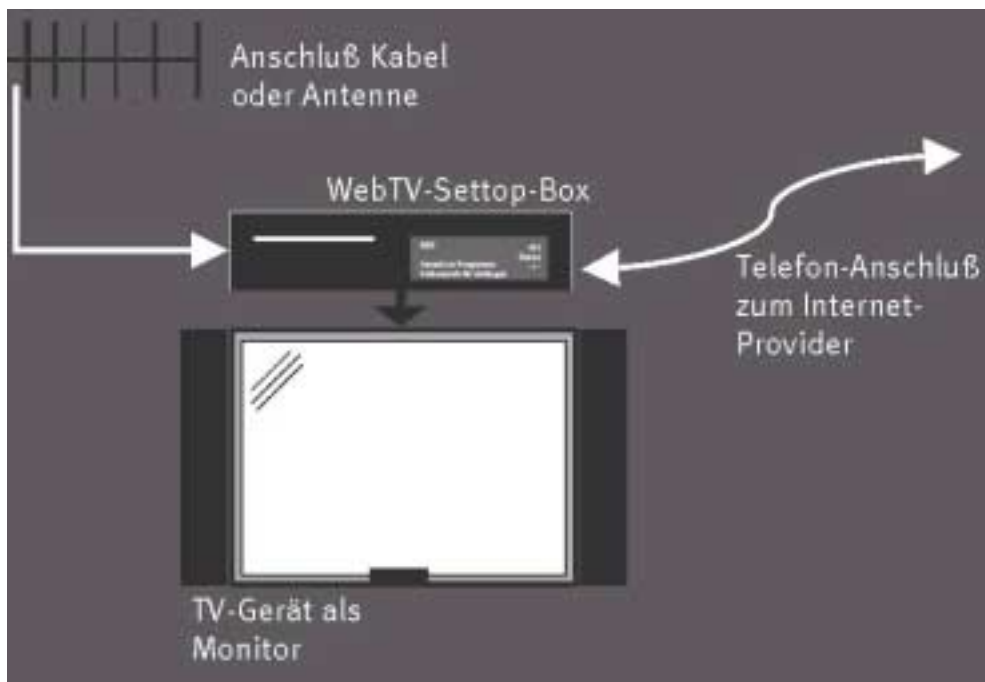 Anschluß Kabel
oder Antenne
WebTV-Settop-Box
Telefon-Anschluß
zum Internet-
Provider
TV-Gerät als
Monitor